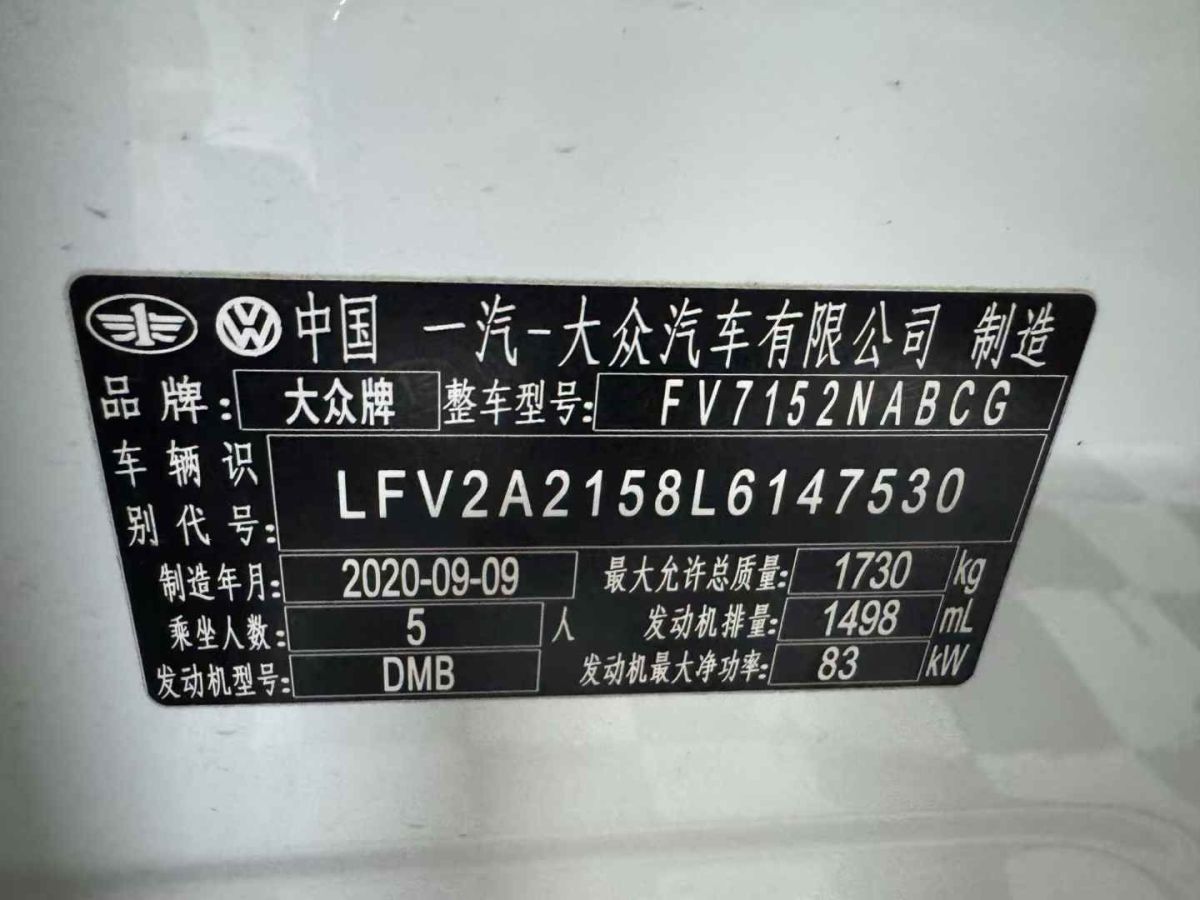 中国 一汽-大众汽车有限公司 制造
品牌: 大众牌 整车型号: FV7152NABCG
车辆识别代号: LFV2A2158L6147530
制造年月: 2020-09-09 最大允许总质量: 1730 kg
乘坐人数: 5 人 发动机排量: 1498 mL
发动机型号: DMB 发动机最大净功率: 83 kW